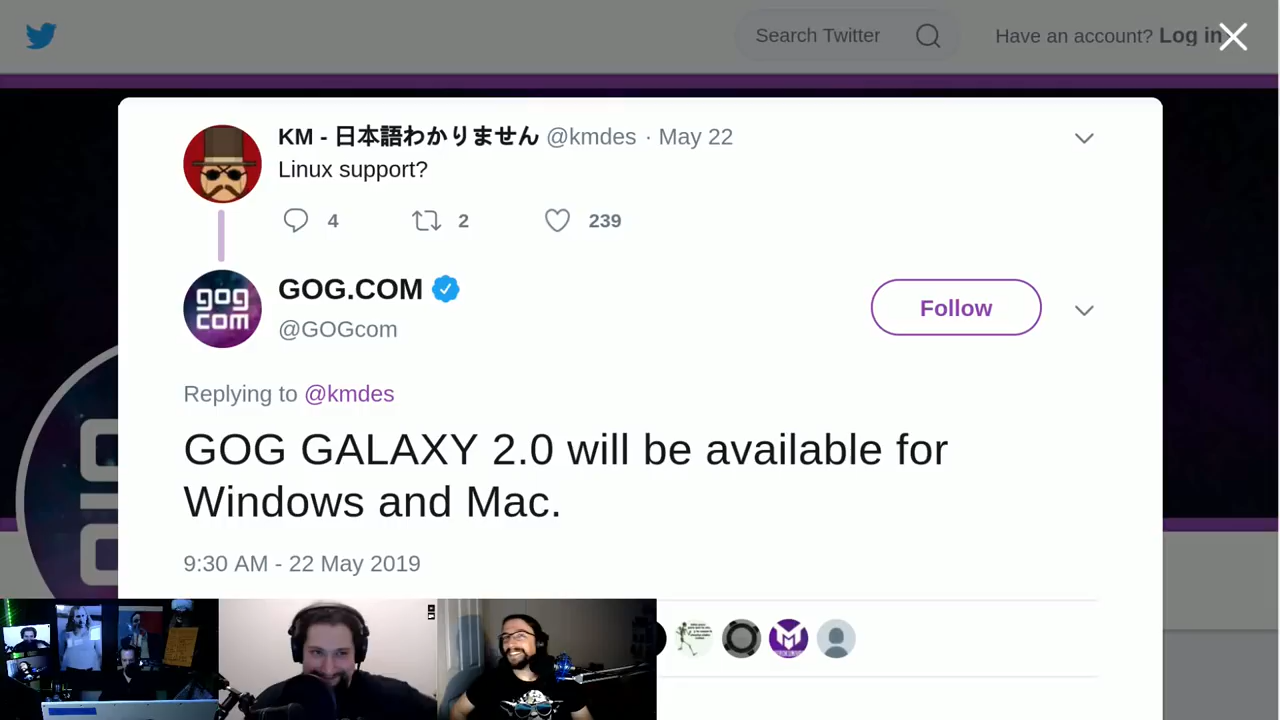 Search Twitter
Have an account? Log in
KM - 日本語わかりません @kmdes · May 22
Linux support?
4 2 239
gog
com
GOG.COM
@GOGcom
Follow
Replying to @kmdes
GOG GALAXY 2.0 will be available for
Windows and Mac.
9:30 AM - 22 May 2019